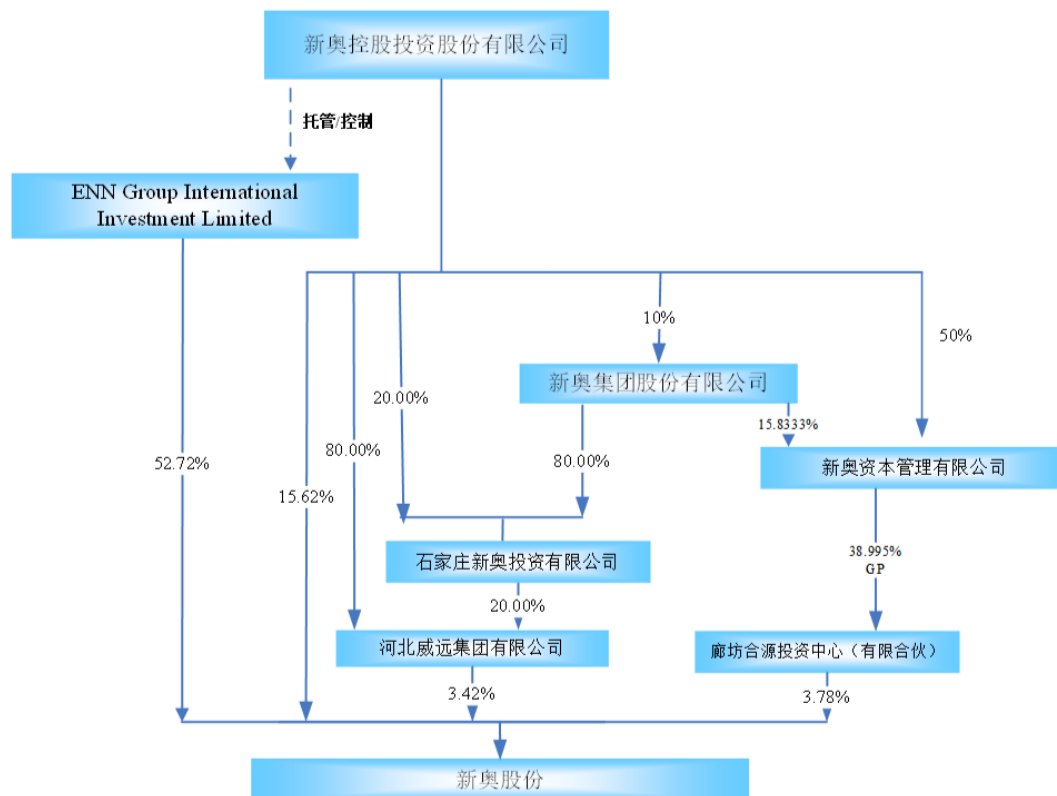 新奥控股投资股份有限公司
托管/控制
ENN Group International
Investment Limited
10%
50%
新奥集团股份有限公司
20.00%
15.8333%
52.72%
80.00%
80.00%
新奥资本管理有限公司
15.62%
石家庄新奥投资有限公司
38.995%
GP
20.00%
河北威远集团有限公司
廊坊合源投资中心（有限合伙）
3.42%
3.78%
新奥股份